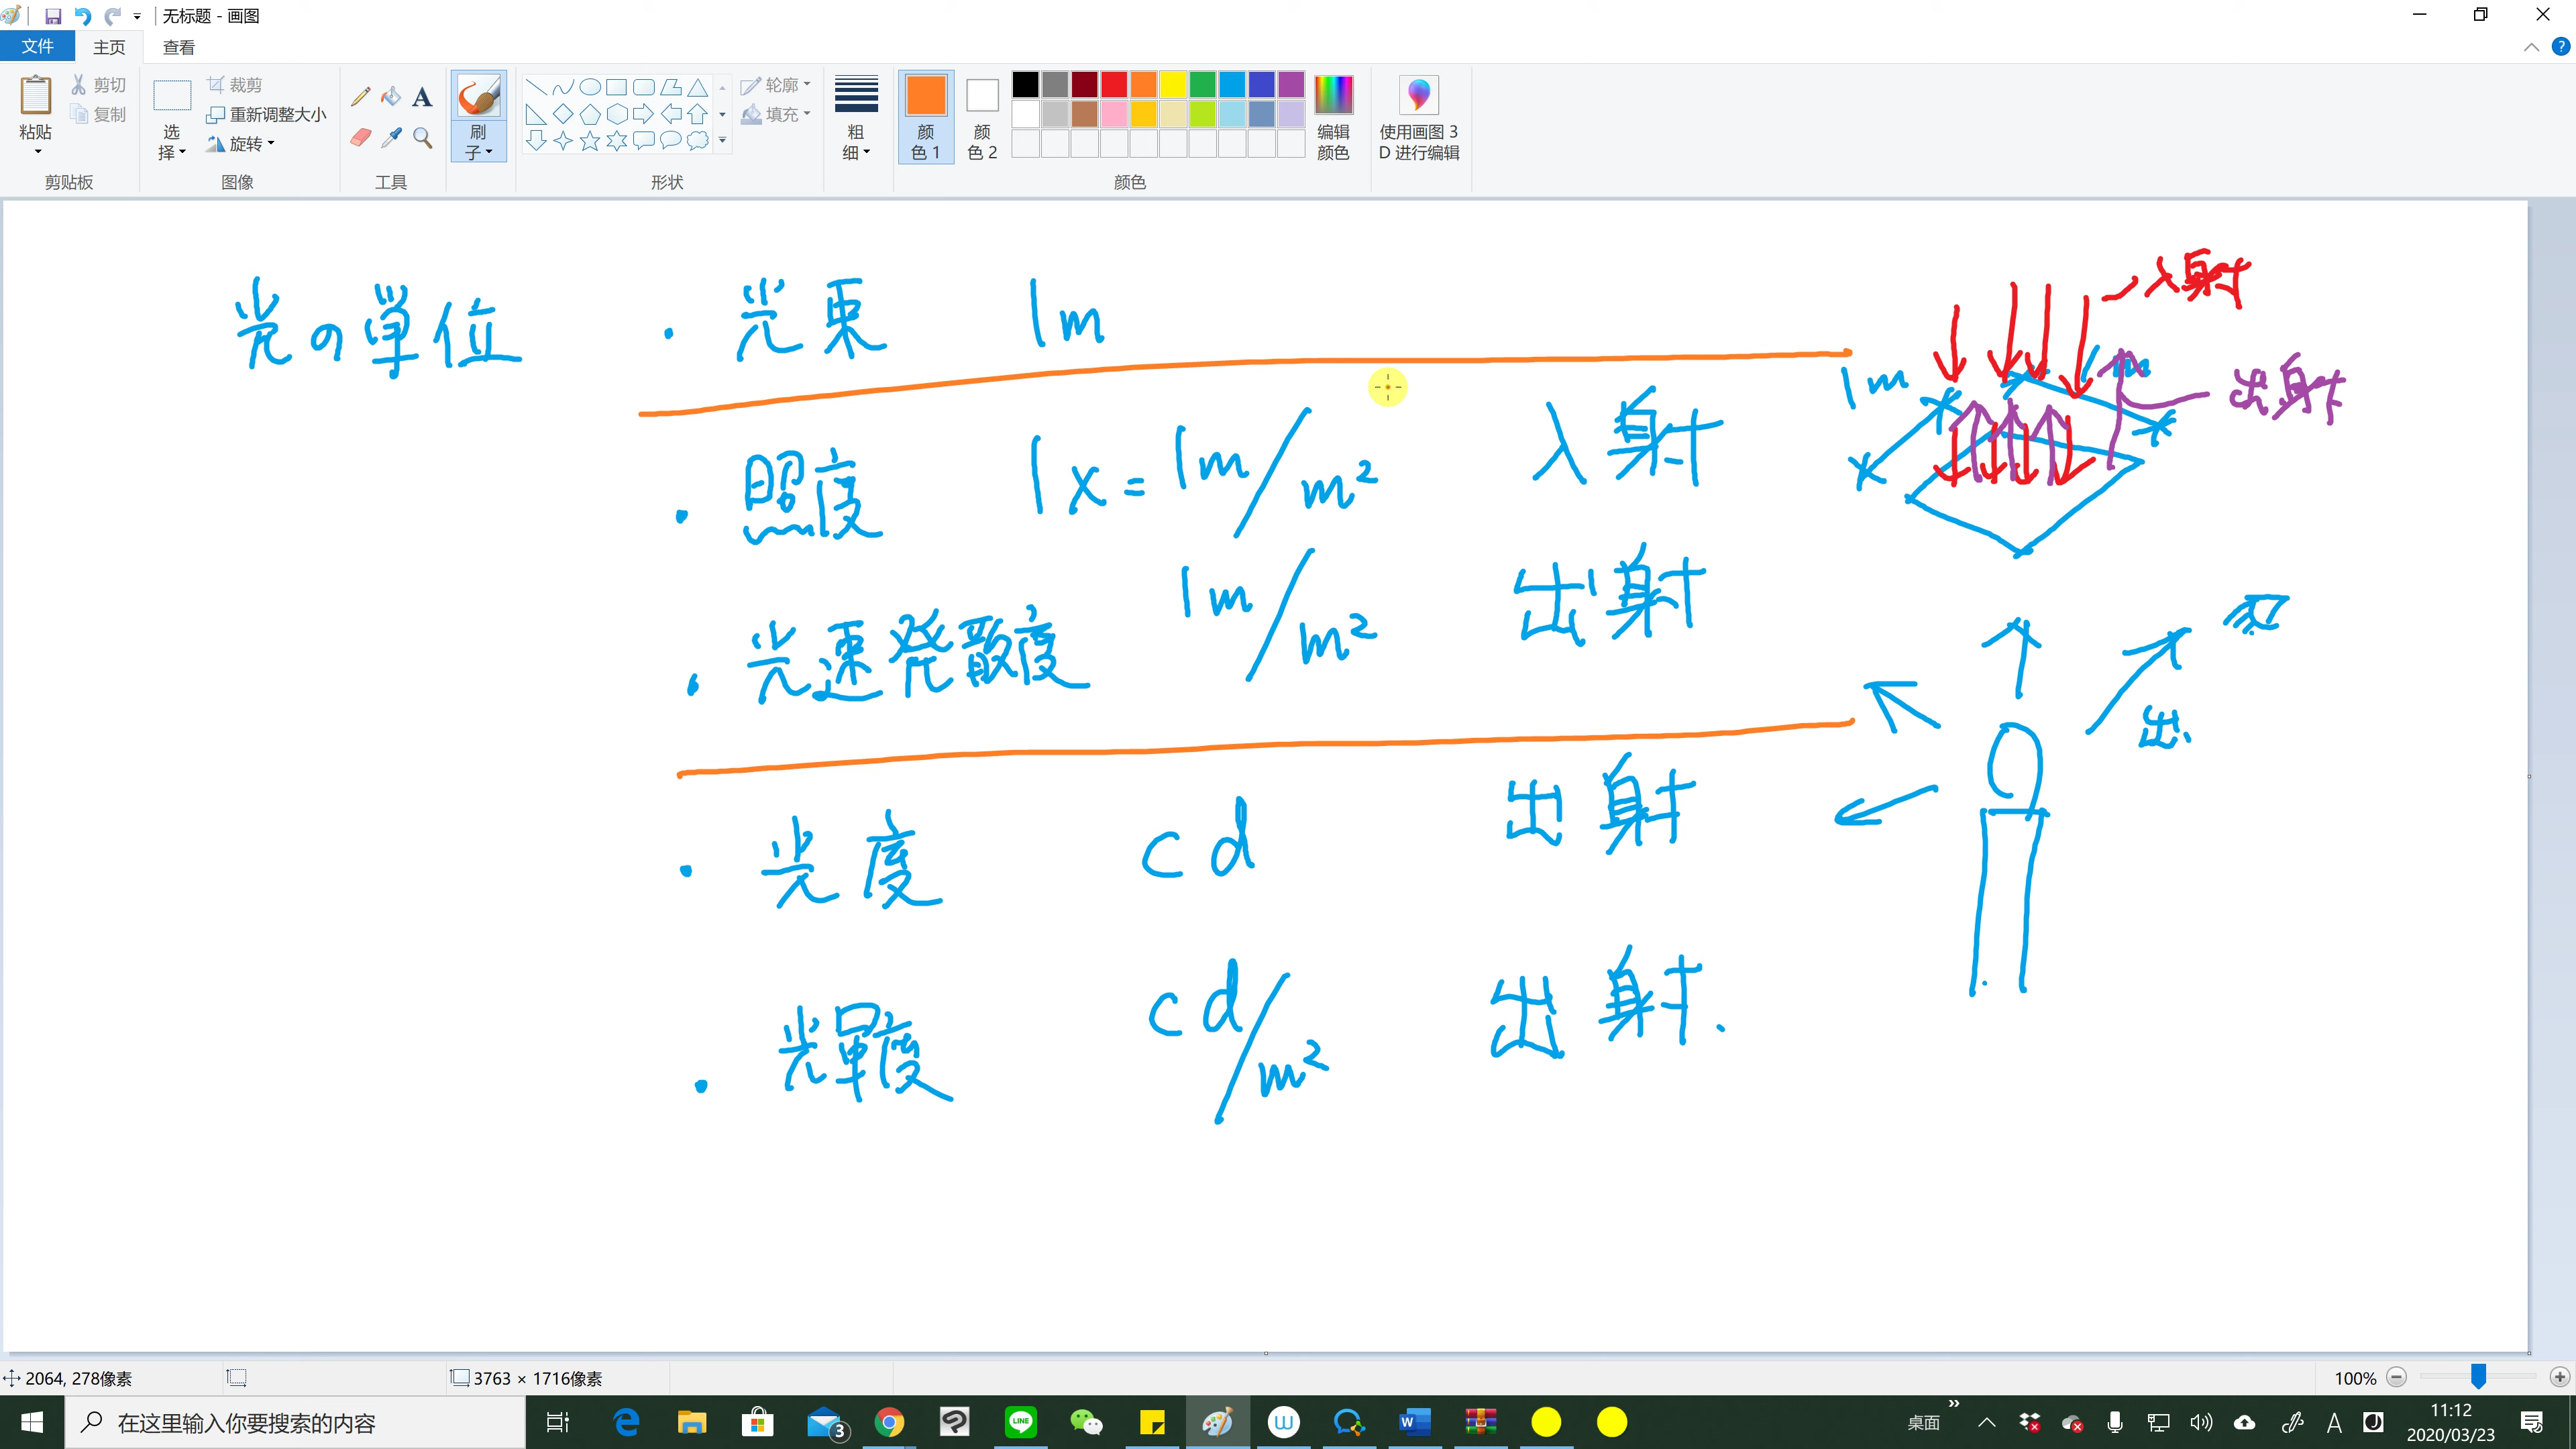 无标题 - 画图
文件 主页 查看
粘贴 剪切 复制 剪贴板
选择 裁剪 重新调整大小 旋转 图像
A 工具
刷子
轮廓 填充 形状
粗细
颜色 1 颜色 2 编辑颜色 颜色
使用画图 3D 进行编辑
光の単位
・光束 lm
・照度 lx = lm/m² 入射
・光速発散度 lm/m² 出射
・光度 cd 出射
・光輝度 cd/m² 出射.
入射
1m
m
出射
出
2064, 278像素 3763 × 1716像素 100%
在这里输入你要搜索的内容 3 LINE W 桌面 » A J 11:12
2020/03/23